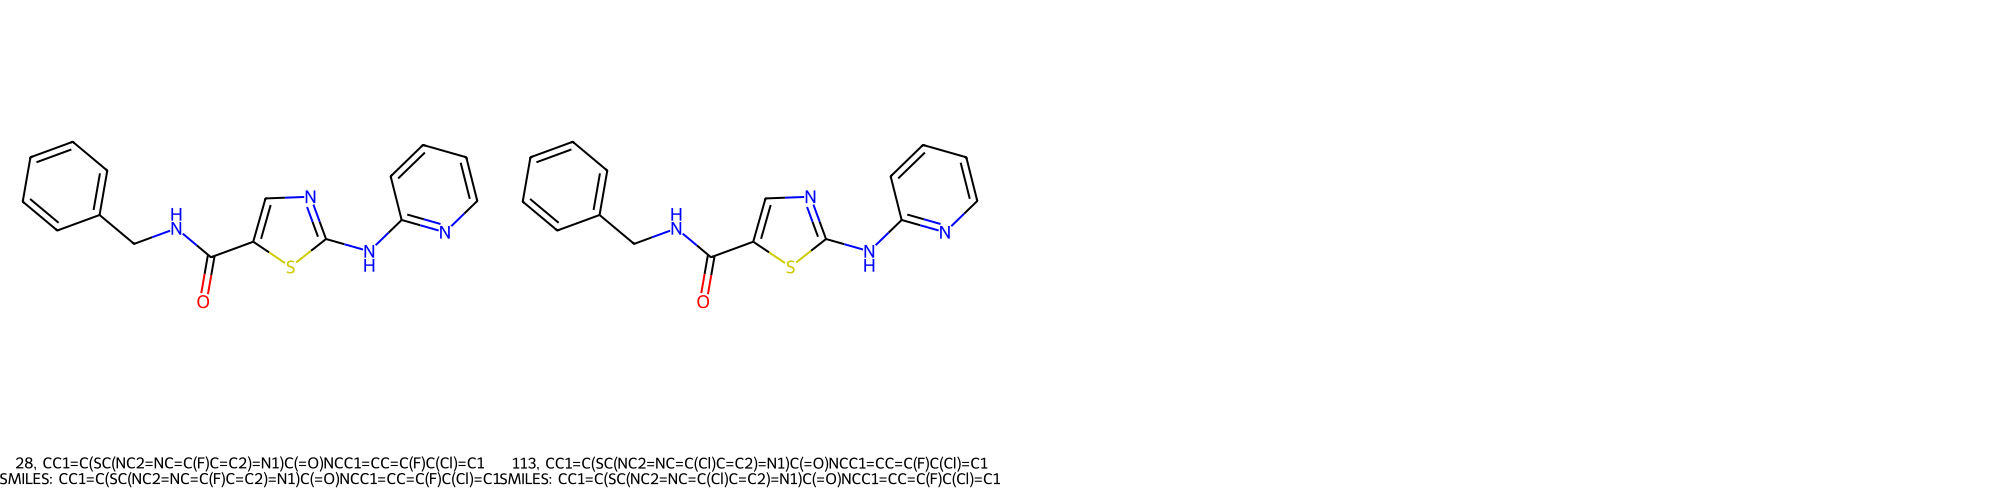 H
N
O
N
S
N
H
N
H
N
O
N
S
N
H
N
28, CC1=C(SC(NC2=NC=C(F)C=C2)=N1)C(=O)NCC1=CC=C(F)C(Cl)=C1
SMILES: CC1=C(SC(NC2=NC=C(F)C=C2)=N1)C(=O)NCC1=CC=C(F)C(Cl)=C1
113, CC1=C(SC(NC2=NC=C(Cl)C=C2)=N1)C(=O)NCC1=CC=C(F)C(Cl)=C1
SMILES: CC1=C(SC(NC2=NC=C(Cl)C=C2)=N1)C(=O)NCC1=CC=C(F)C(Cl)=C1